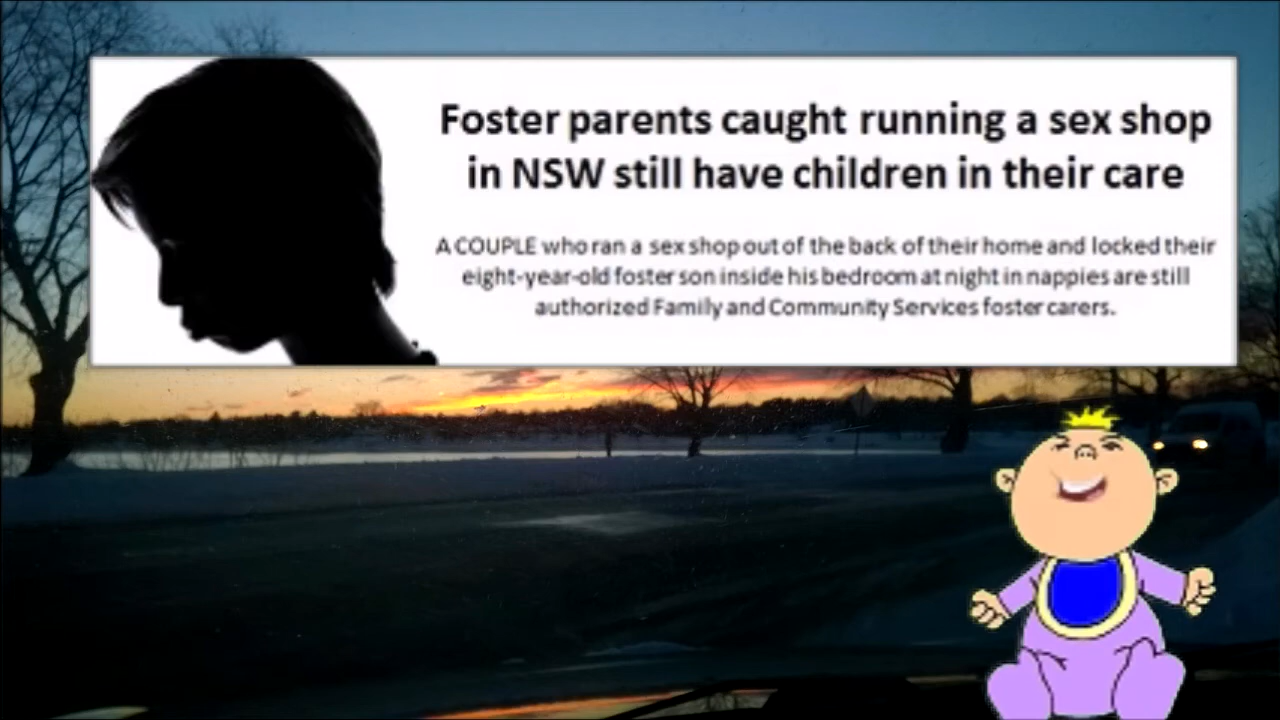 Foster parents caught running a sex shop
in NSW still have children in their care
A COUPLE who ran a sex shop out of the back of their home and locked their
eight-year-old foster son inside his bedroom at night in nappies are still
authorized Family and Community Services foster carers.